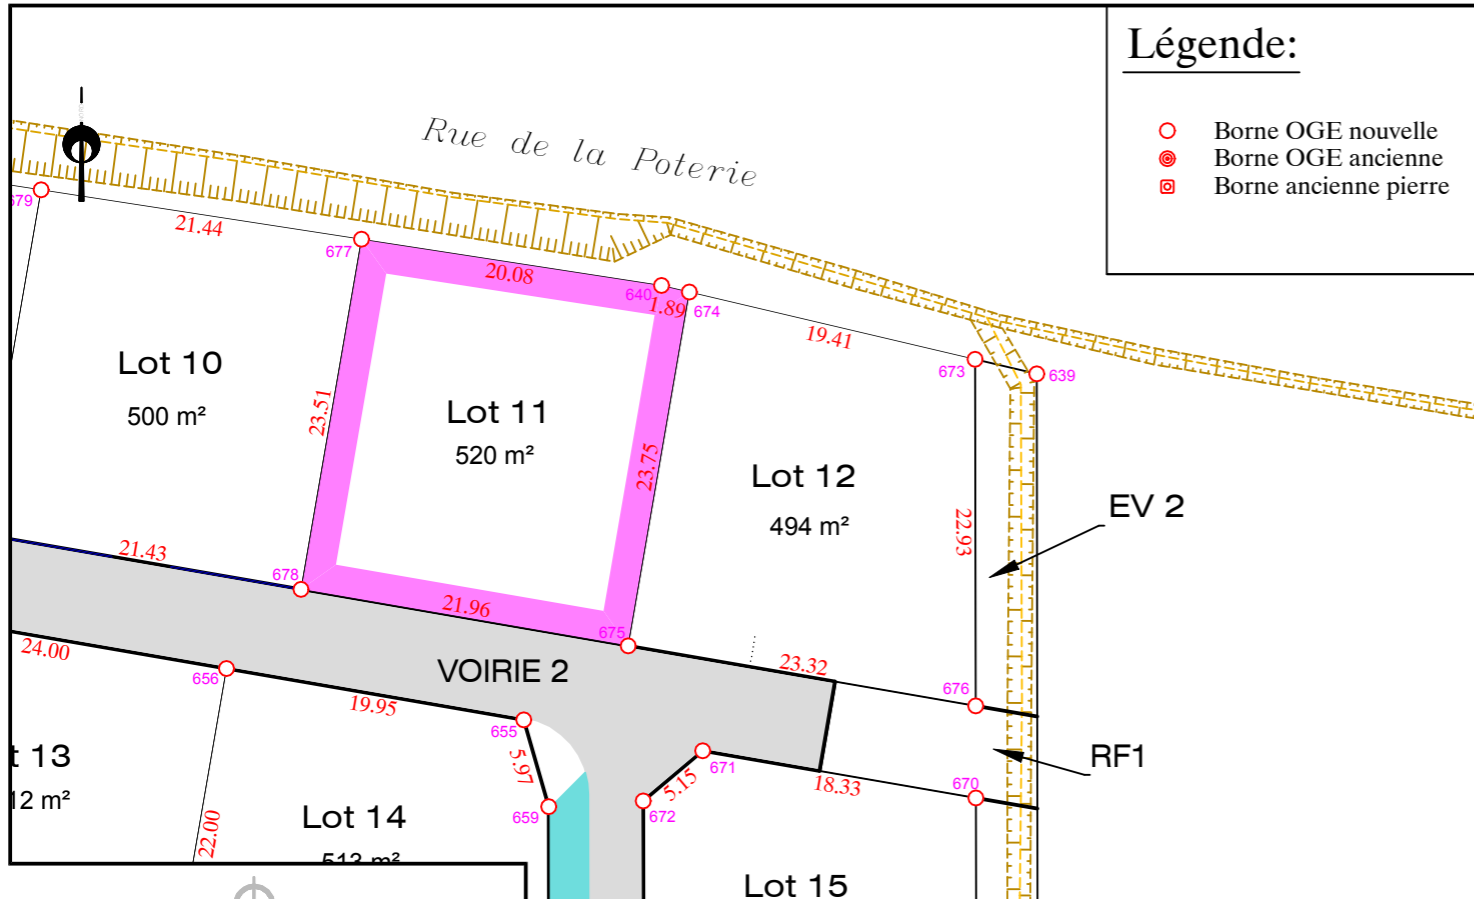 Légende:
Borne OGE nouvelle
Borne OGE ancienne
Borne ancienne pierre
Rue de la Poterie
679
21.44
677
20.08
640
1.89
674
19.41
673
639
Lot 10
500 m²
23.51
Lot 11
520 m²
23.75
Lot 12
494 m²
22.93
EV 2
21.43
678
21.96
675
23.32
676
24.00
656
VOIRIE 2
19.95
655
5.97
671
5.15
18.33
670
RF1
t 13
12 m²
22.00
Lot 14
513 m²
659
672
Lot 15